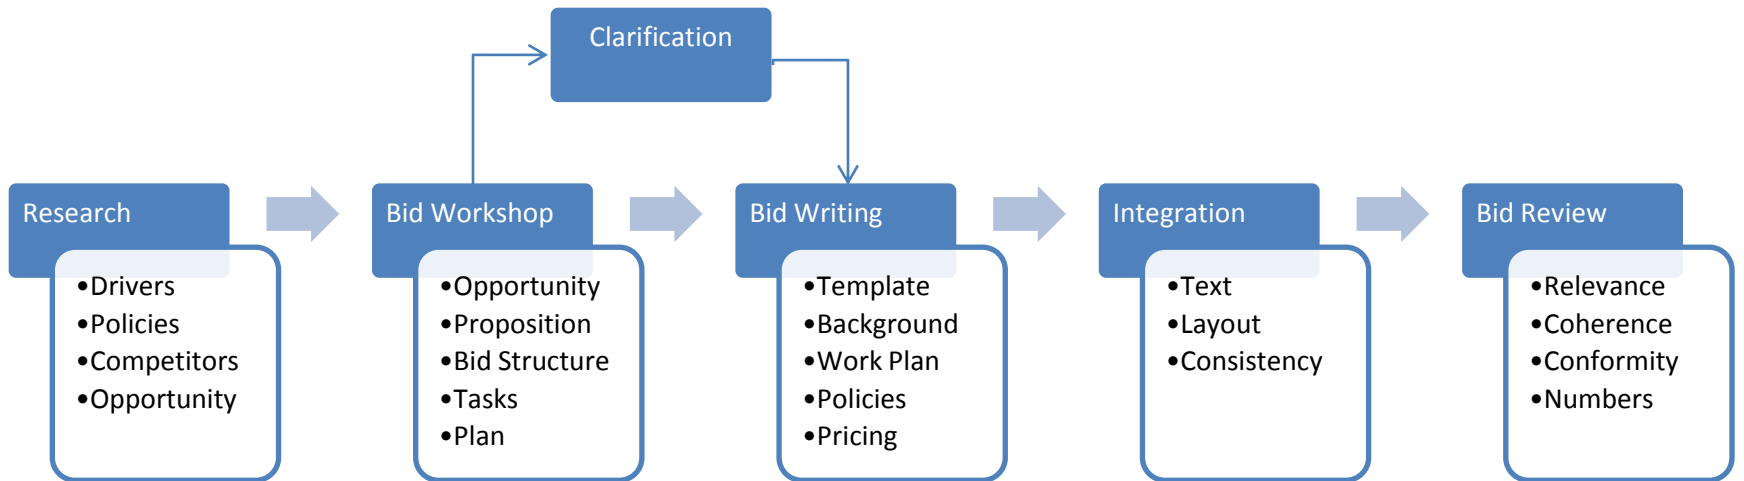 Clarification
Research
•Drivers
•Policies
•Competitors
•Opportunity
Bid Workshop
•Opportunity
•Proposition
•Bid Structure
•Tasks
•Plan
Bid Writing
•Template
•Background
•Work Plan
•Policies
•Pricing
Integration
•Text
•Layout
•Consistency
Bid Review
•Relevance
•Coherence
•Conformity
•Numbers